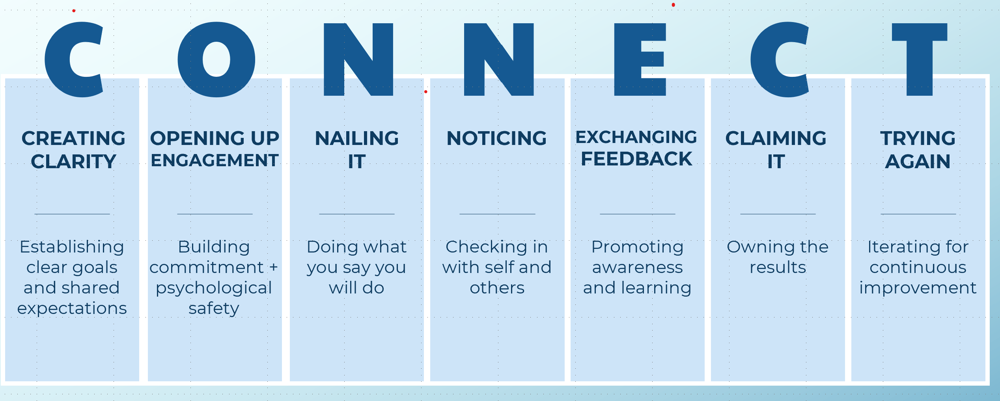 C O N N E C T
CREATING
CLARITY
Establishing
clear goals
and shared
expectations
OPENING UP
ENGAGEMENT
Building
commitment +
psychological
safety
NAILING
IT
Doing what
you say you
will do
NOTICING
Checking in
with self and
others
EXCHANGING
FEEDBACK
Promoting
awareness
and learning
CLAIMING
IT
Owning the
results
TRYING
AGAIN
Iterating for
continuous
improvement